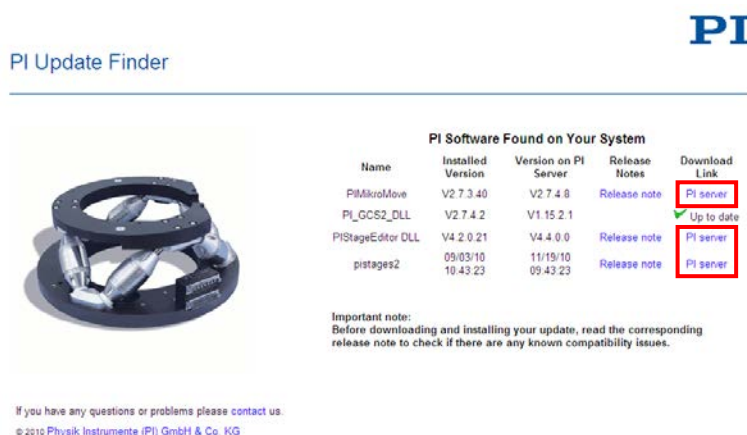 PI
PI Update Finder
PI Software Found on Your System
Name Installed Version Version on PI Server Release Notes Download Link
PIMikroMove V2.7.3.40 V2.7.4.8 Release note PI server
PI_GCS2_DLL V2.7.4.2 V1.15.2.1 Up to date
PIStageEditor DLL V4.2.0.21 V4.4.0.0 Release note PI server
pistages2 09/03/10 10:43:23 11/19/10 09:43:23 Release note PI server
Important note:
Before downloading and installing your update, read the corresponding
release note to check if there are any known compatibility issues.
If you have any questions or problems please contact us.
© 2010 Physik Instrumente (PI) GmbH & Co. KG